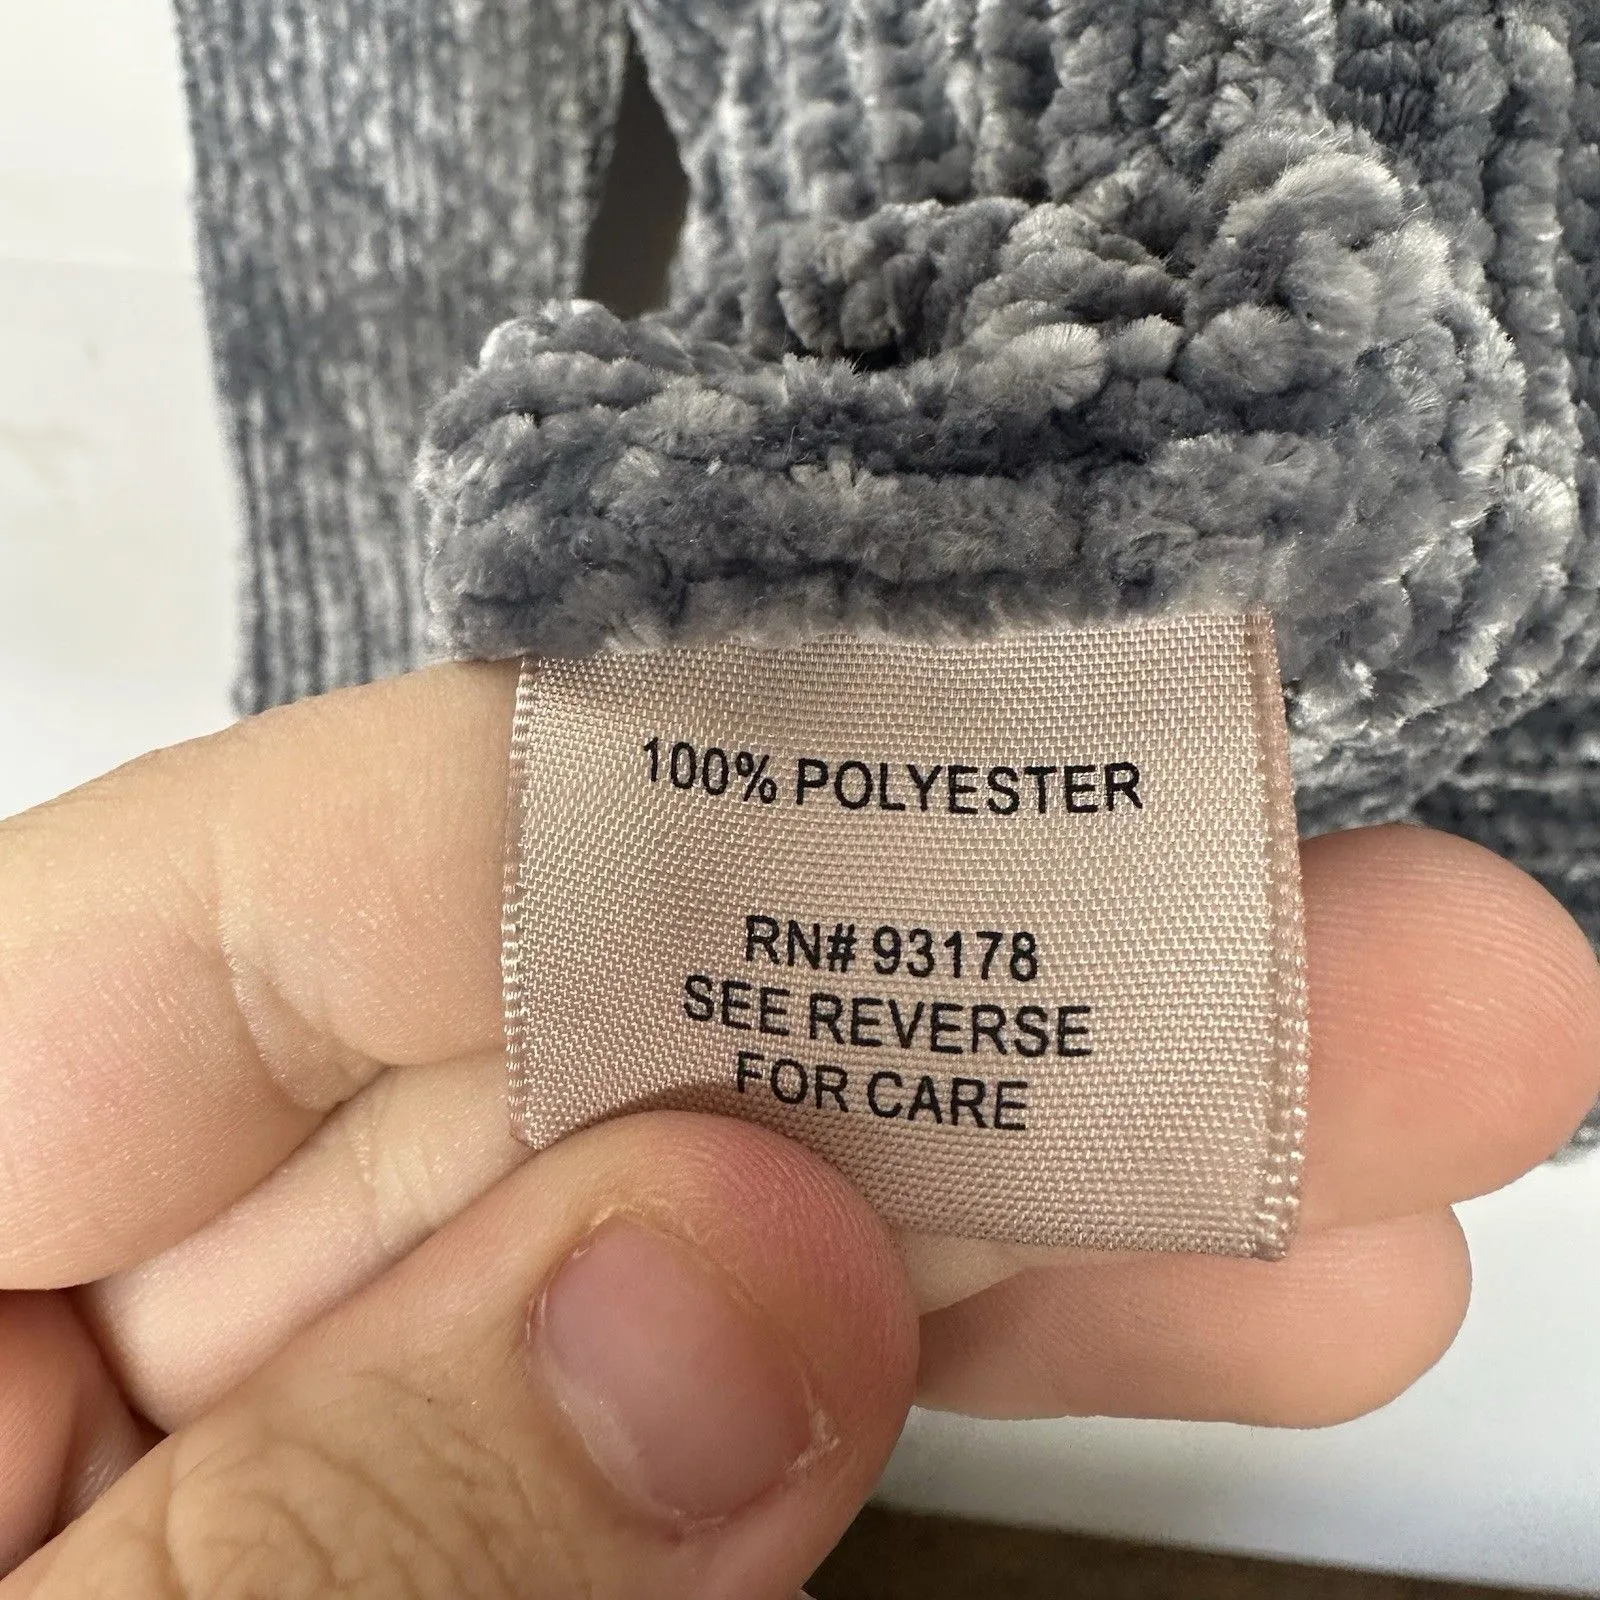 100% POLYESTER
RN# 93178
SEE REVERSE
FOR CARE